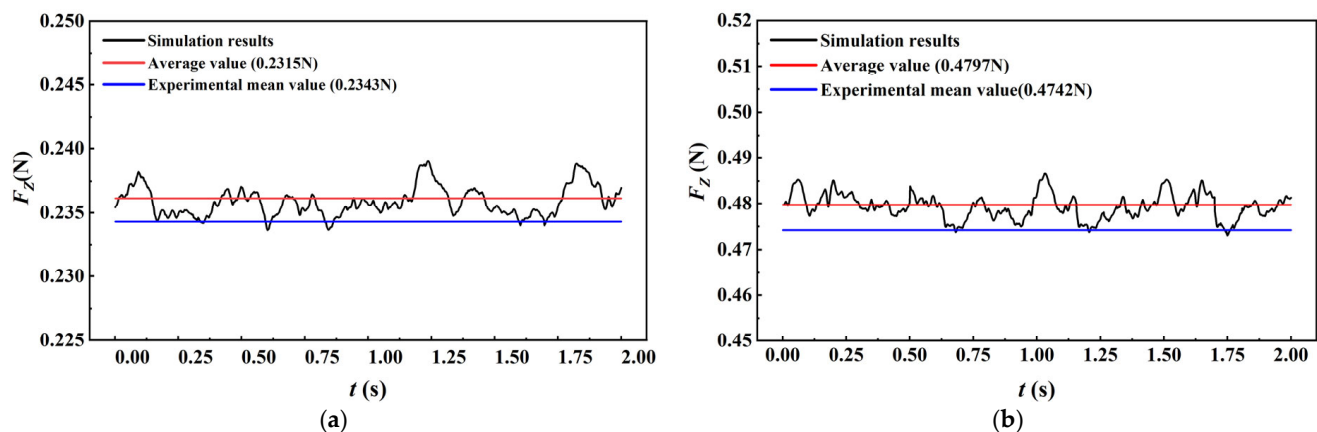 0.250
0.245
0.240
0.235
0.230
0.225
F_Z(N)
Simulation results
Average value (0.2315N)
Experimental mean value (0.2343N)
0.00 0.25 0.50 0.75 1.00 1.25 1.50 1.75 2.00
t (s)
(a)
0.52
0.51
0.50
0.49
0.48
0.47
0.46
0.45
F_Z (N)
Simulation results
Average value (0.4797N)
Experimental mean value(0.4742N)
0.00 0.25 0.50 0.75 1.00 1.25 1.50 1.75 2.00
t (s)
(b)